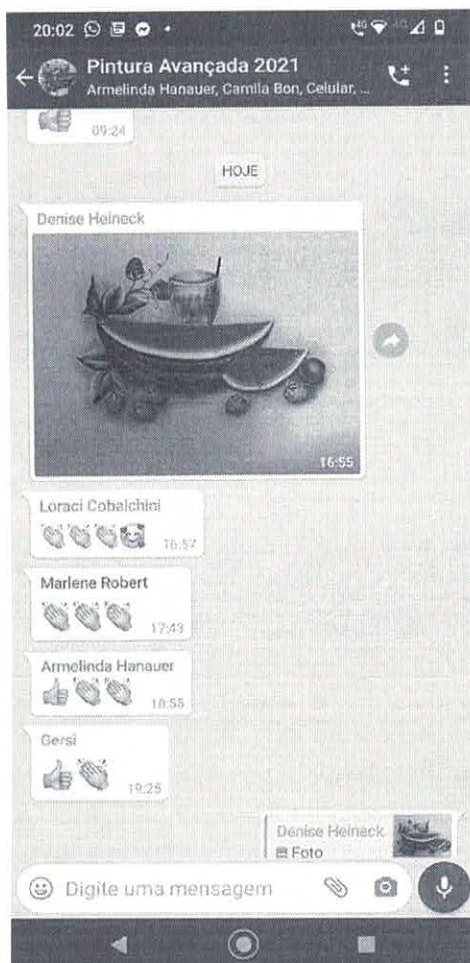 20:02
4G 4G
Pintura Avançada 2021
Armelinda Hanauer, Camila Bon, Celular, ...
09:24
HOJE
Denise Heineck
16:55
Loraci Cobalchini
16:57
Marlene Robert
17:43
Armelinda Hanauer
18:55
Gersi
19:25
Denise Heineck
Foto
Digite uma mensagem